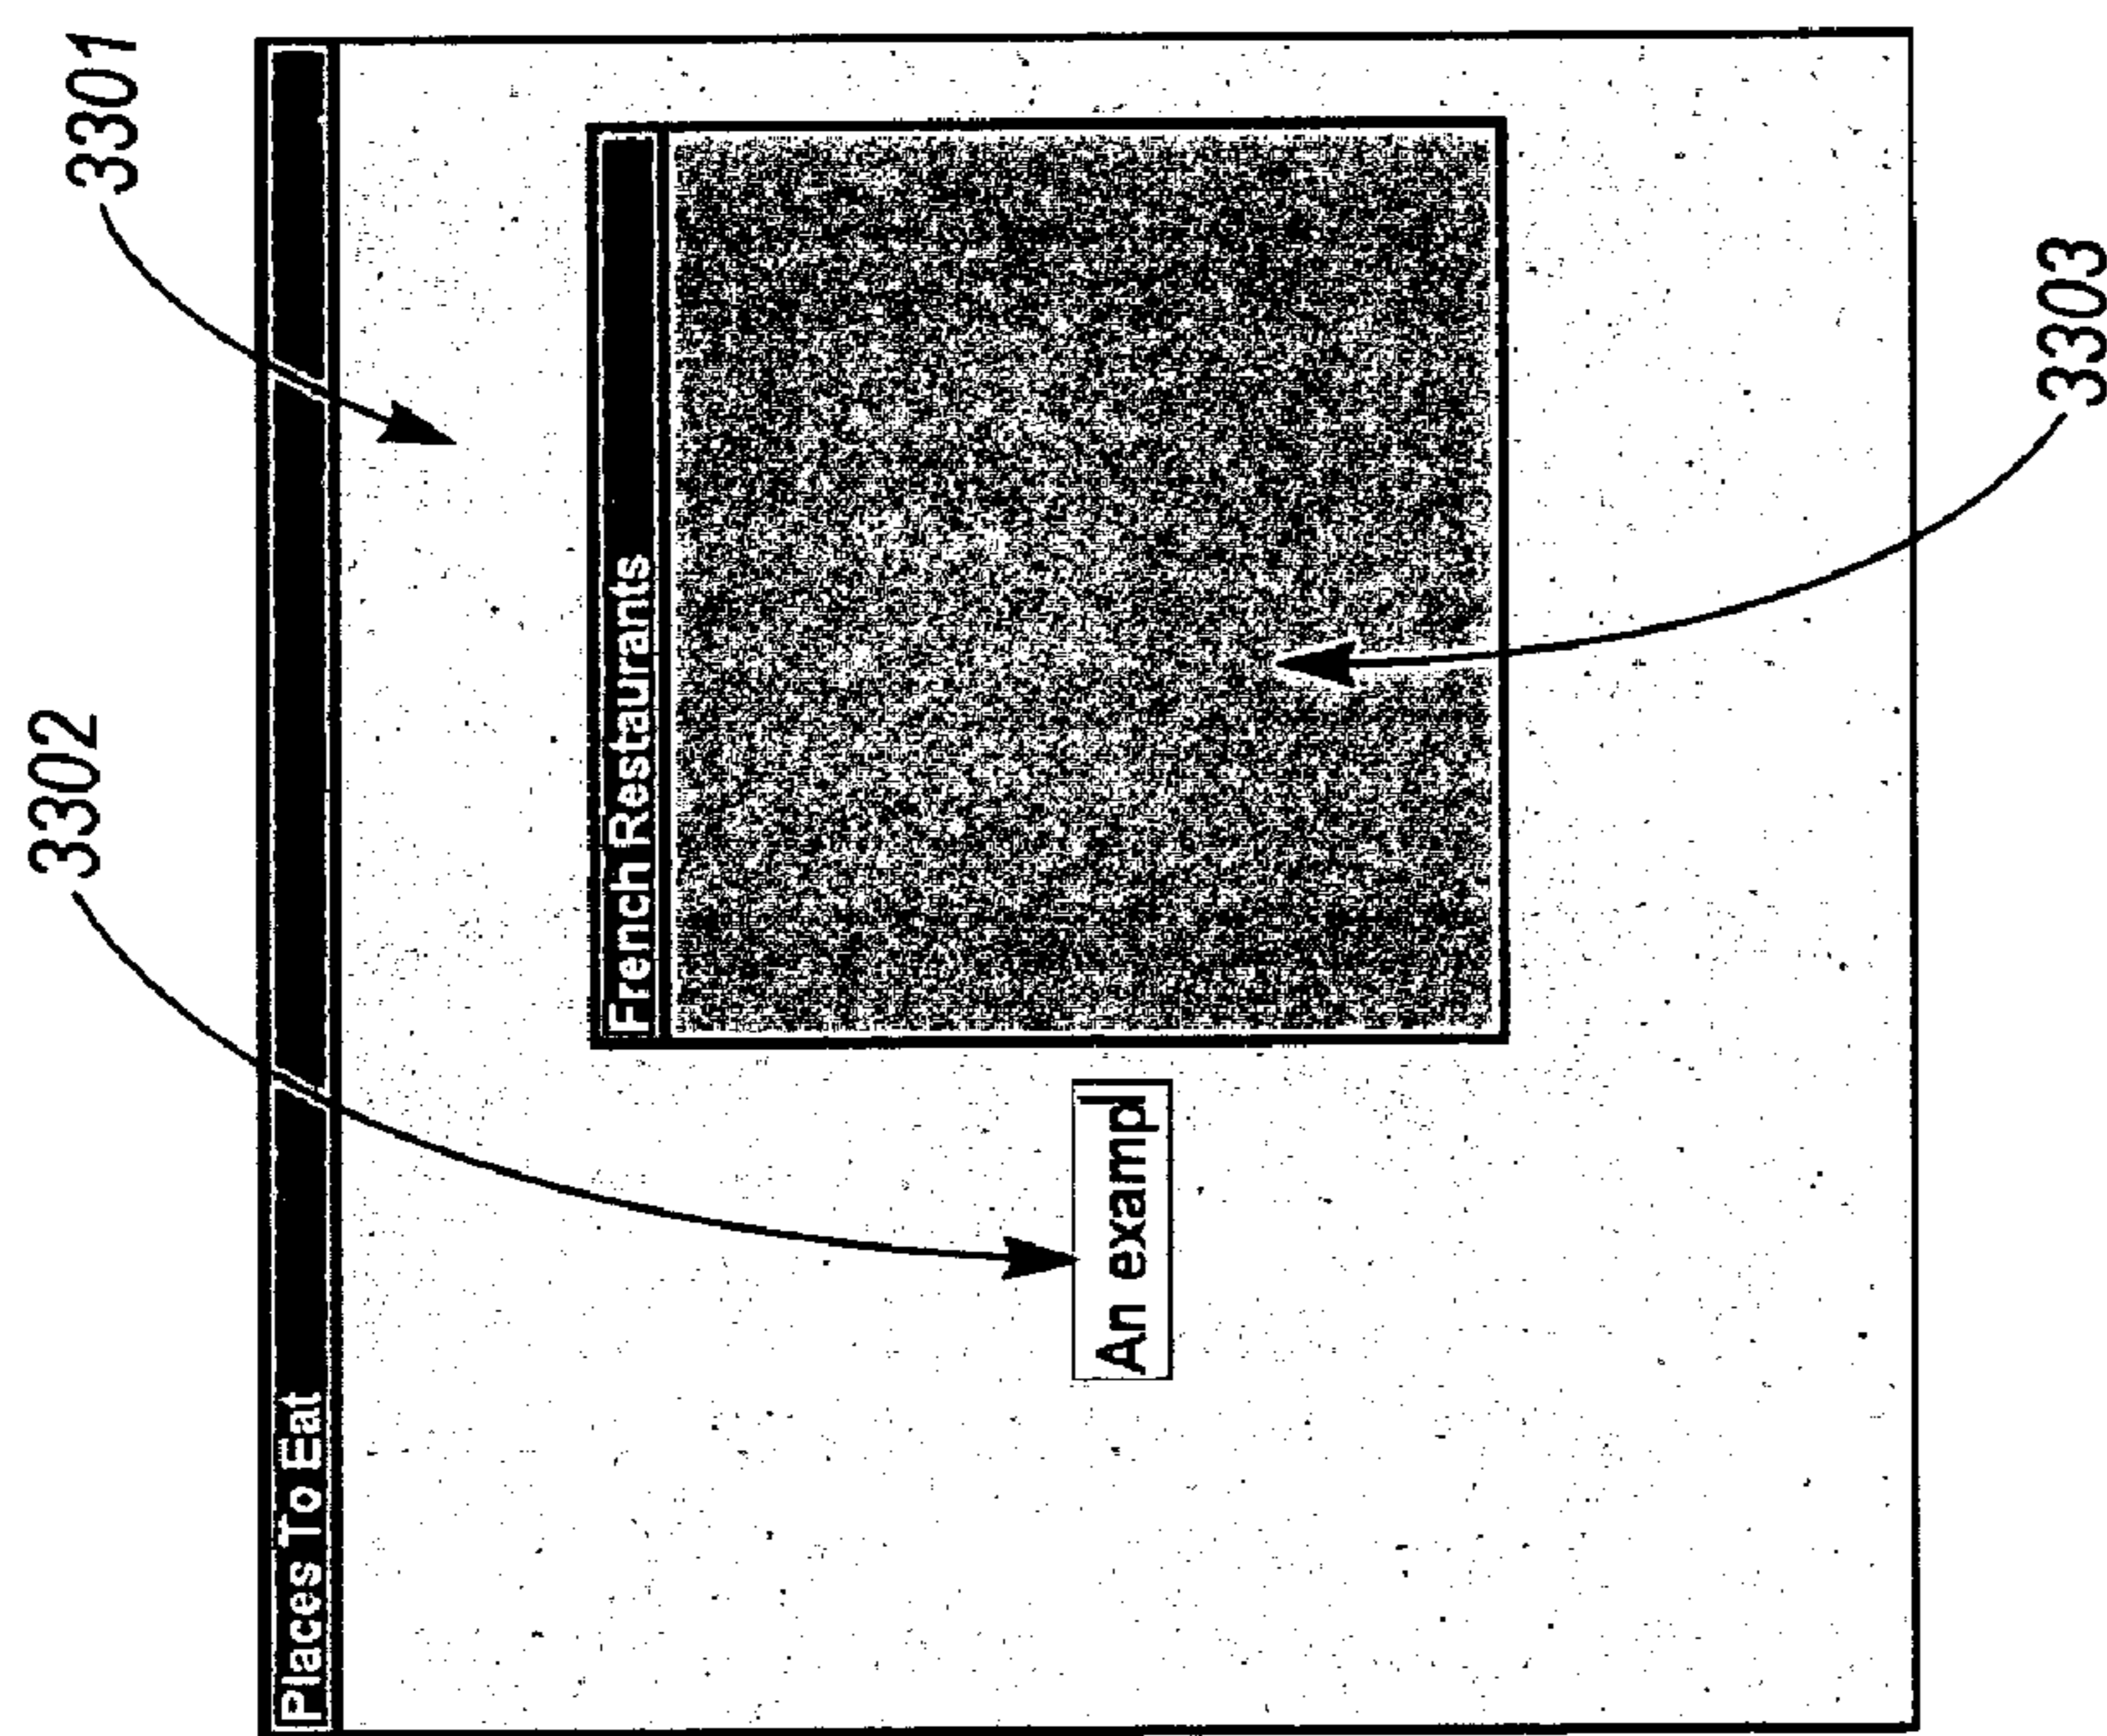 3301
3302
Places To Eat
French Restaurants
An exampl
3303